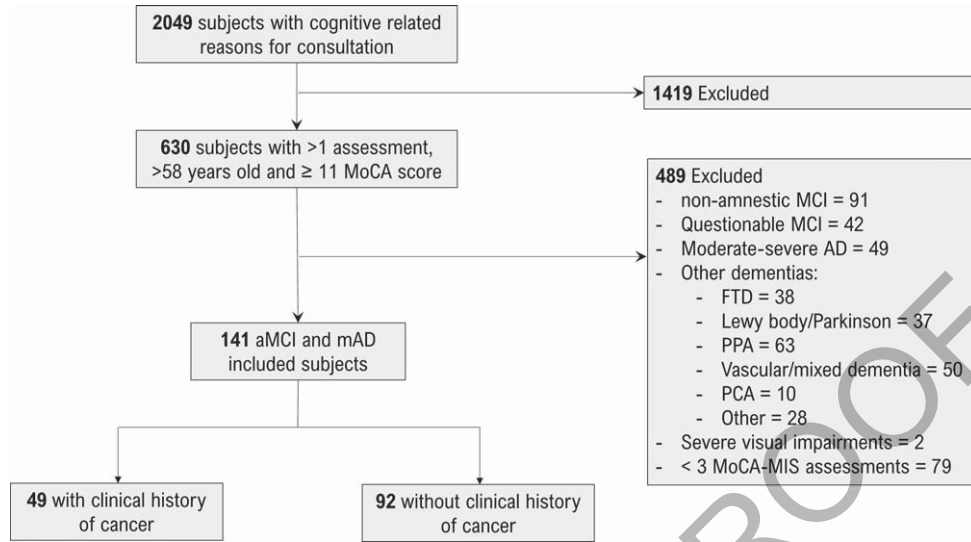 2049 subjects with cognitive related
reasons for consultation
1419 Excluded
630 subjects with >1 assessment,
>58 years old and ≥ 11 MoCA score
489 Excluded
- non-amnestic MCI = 91
- Questionable MCI = 42
- Moderate-severe AD = 49
- Other dementias:
- FTD = 38
- Lewy body/Parkinson = 37
- PPA = 63
- Vascular/mixed dementia = 50
- PCA = 10
- Other = 28
- Severe visual impairments = 2
- < 3 MoCA-MIS assessments = 79
141 aMCI and mAD
included subjects
49 with clinical history
of cancer
92 without clinical history
of cancer
ROOF